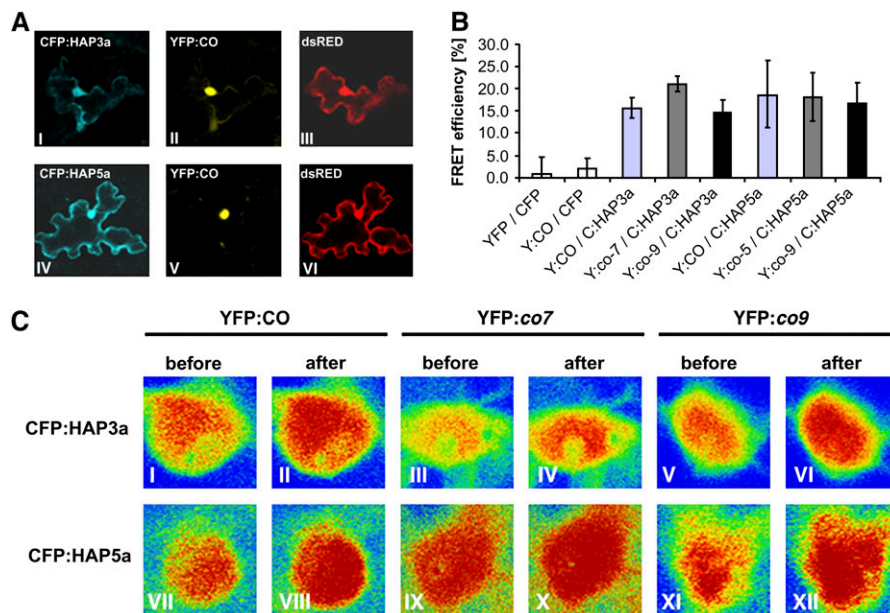 A
CFP:HAP3a YFP:CO dsRED
I II III
CFP:HAP5a YFP:CO dsRED
IV V VI
B
FRET efficiency [%]
30.0
25.0
20.0
15.0
10.0
5.0
0.0
YFP / CFP
Y:CO / CFP
Y:CO / C:HAP3a
Y:co-7 / C:HAP3a
Y:co-9 / C:HAP3a
Y:CO / C:HAP5a
Y:co-5 / C:HAP5a
Y:co-9 / C:HAP5a
C
YFP:CO YFP:co7 YFP:co9
before after before after before after
CFP:HAP3a
I II III IV V VI
CFP:HAP5a
VII VIII IX X XI XII